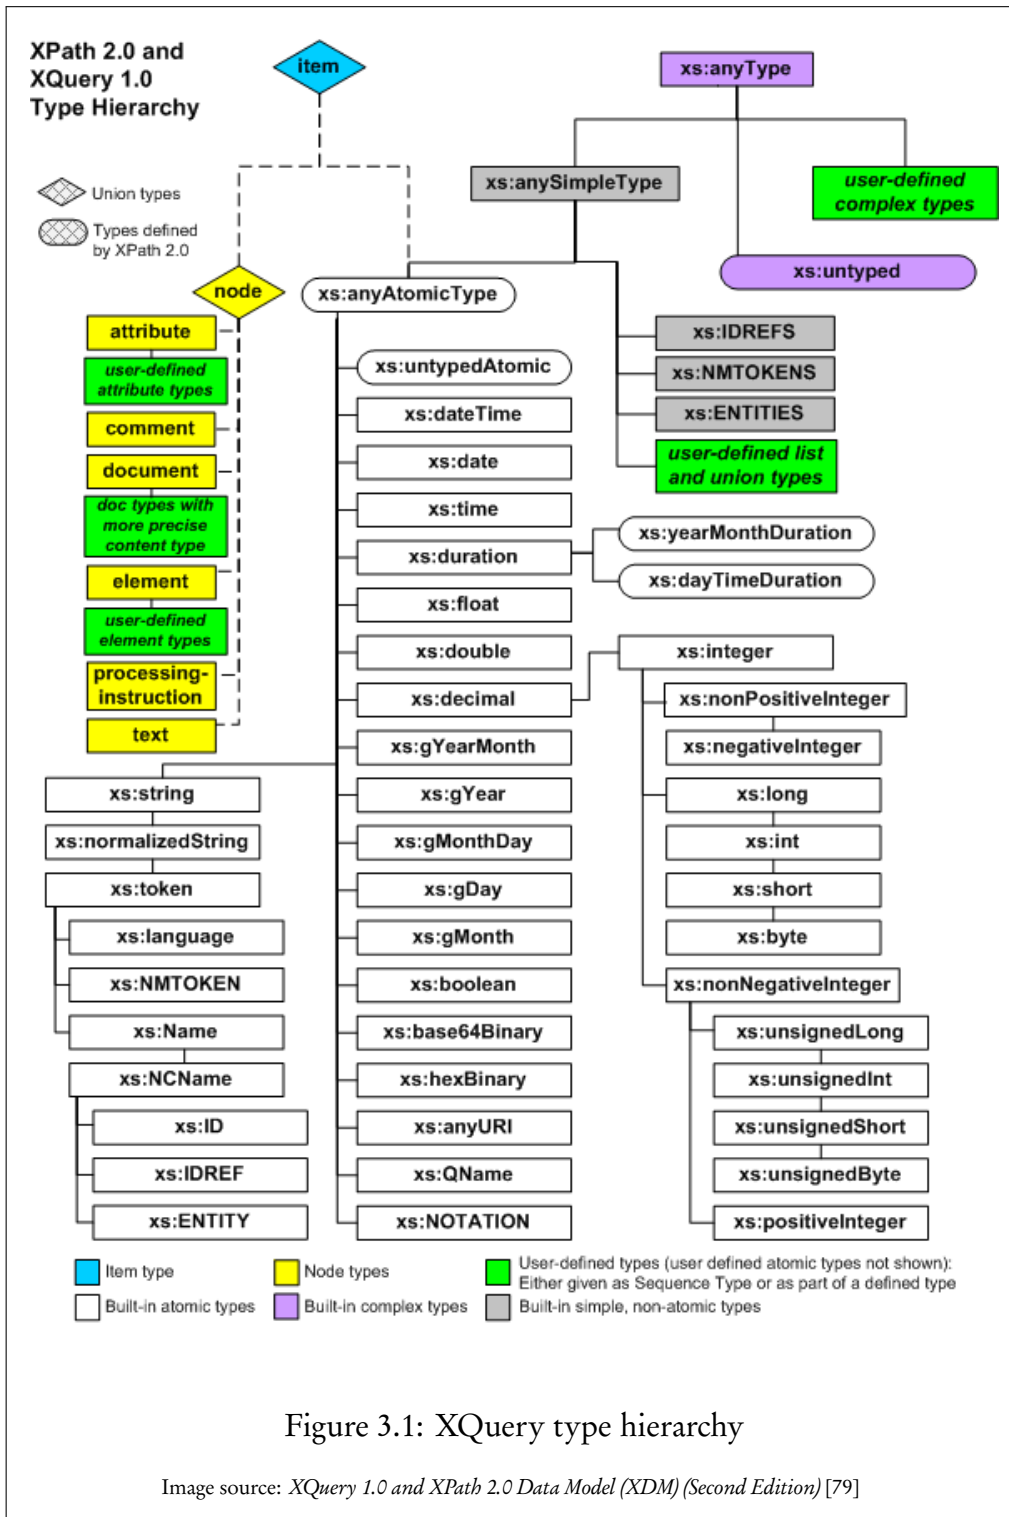 XPath 2.0 and
XQuery 1.0
Type Hierarchy
item
xs:anyType
Union types
Types defined
by XPath 2.0
xs:anySimpleType
user-defined
complex types
node
xs:anyAtomicType
xs:untyped
attribute
user-defined
attribute types
comment
document
doc types with
more precise
content type
element
user-defined
element types
processing-
instruction
text
xs:IDREFS
xs:NMTOKENS
xs:ENTITIES
user-defined list
and union types
xs:untypedAtomic
xs:dateTime
xs:date
xs:time
xs:duration
xs:yearMonthDuration
xs:dayTimeDuration
xs:float
xs:double
xs:decimal
xs:gYearMonth
xs:gYear
xs:gMonthDay
xs:gDay
xs:gMonth
xs:boolean
xs:base64Binary
xs:hexBinary
xs:anyURI
xs:QName
xs:NOTATION
xs:string
xs:normalizedString
xs:token
xs:language
xs:NMTOKEN
xs:Name
xs:NCName
xs:ID
xs:IDREF
xs:ENTITY
xs:integer
xs:nonPositiveInteger
xs:negativeInteger
xs:long
xs:int
xs:short
xs:byte
xs:nonNegativeInteger
xs:unsignedLong
xs:unsignedInt
xs:unsignedShort
xs:unsignedByte
xs:positiveInteger
Item type
Node types
User-defined types (user defined atomic types not shown):
Either given as Sequence Type or as part of a defined type
Built-in atomic types
Built-in complex types
Built-in simple, non-atomic types
Figure 3.1: XQuery type hierarchy
Image source: XQuery 1.0 and XPath 2.0 Data Model (XDM) (Second Edition) [79]